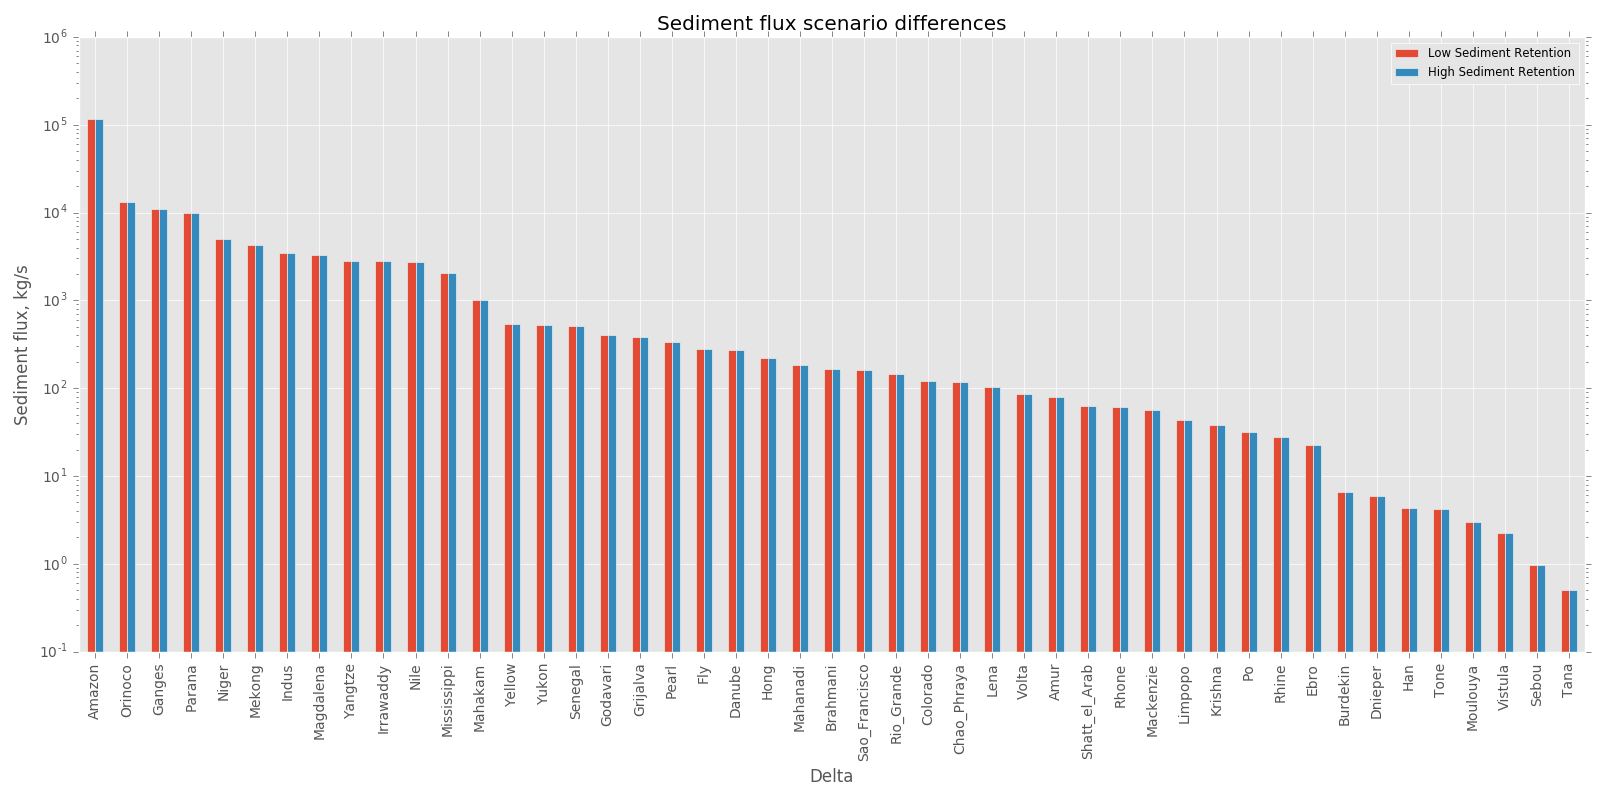 Sediment flux scenario differences
Low Sediment Retention
High Sediment Retention
Sediment flux, kg/s
10^6
10^5
10^4
10^3
10^2
10^1
10^0
10^-1
Amazon
Orinoco
Ganges
Parana
Niger
Mekong
Indus
Magdalena
Yangtze
Irrawaddy
Nile
Mississippi
Mahakam
Yellow
Yukon
Senegal
Godavari
Grijalva
Pearl
Fly
Danube
Hong
Mahanadi
Brahmani
Sao_Francisco
Rio_Grande
Colorado
Chao_Phraya
Lena
Volta
Amur
Shatt_el_Arab
Rhone
Mackenzie
Limpopo
Krishna
Po
Rhine
Ebro
Burdekin
Dnieper
Han
Tone
Moulouya
Vistula
Sebou
Tana
Delta